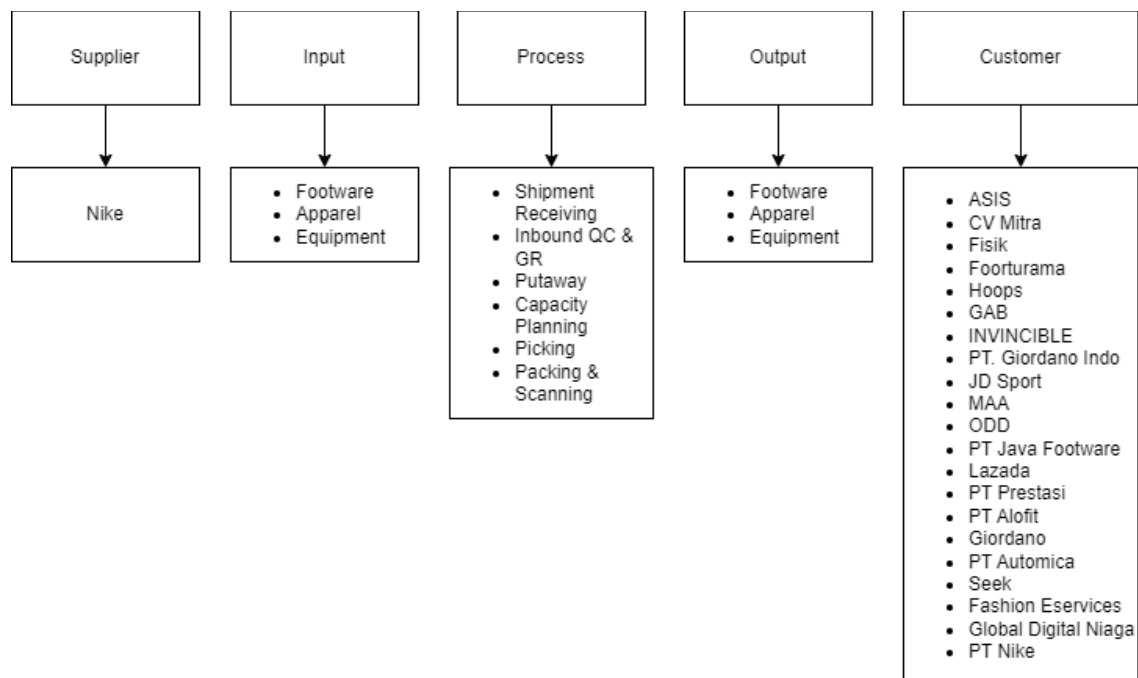 Supplier
Input
Process
Output
Customer
Nike
• Footware
• Apparel
• Equipment
• Shipment
Receiving
• Inbound QC &
GR
• Putaway
• Capacity
Planning
• Picking
• Packing &
Scanning
• Footware
• Apparel
• Equipment
• ASIS
• CV Mitra
• Fisik
• Foorturama
• Hoops
• GAB
• INVINCIBLE
• PT. Giordano Indo
• JD Sport
• MAA
• ODD
• PT Java Footware
• Lazada
• PT Prestasi
• PT Alofit
• Giordano
• PT Automica
• Seek
• Fashion Eservices
• Global Digital Niaga
• PT Nike